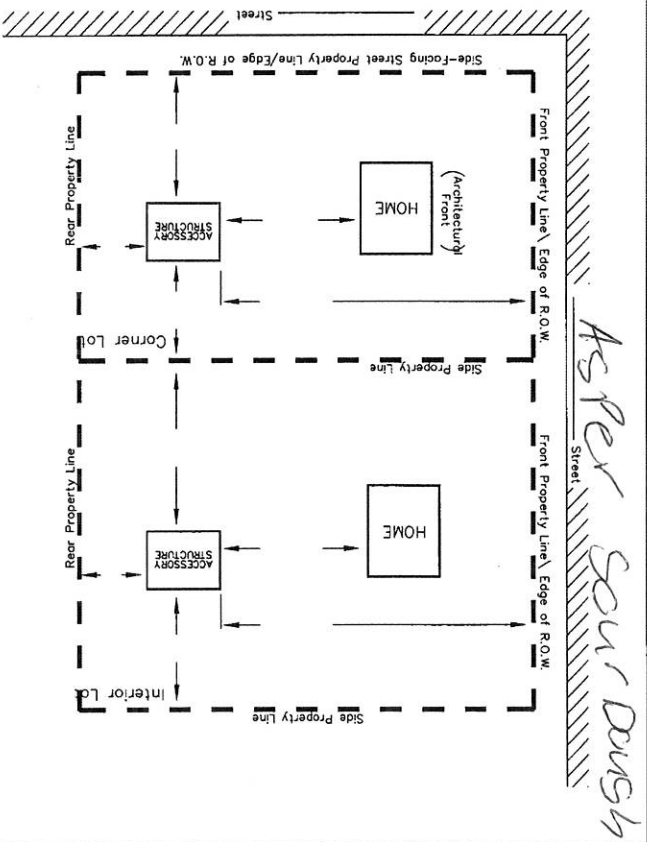 Street
Side-Facing Street Property Line/Edge of R.O.W.
Rear Property Line
Front Property Line\ Edge of R.O.W.
HOME
(Architectural
Front)
ACCESSORY
STRUCTURE
Corner Lot
Side Property Line
Street
Rear Property Line
Front Property Line\ Edge of R.O.W.
HOME
ACCESSORY
STRUCTURE
Interior Lot
Side Property Line
As Per Sour Dough